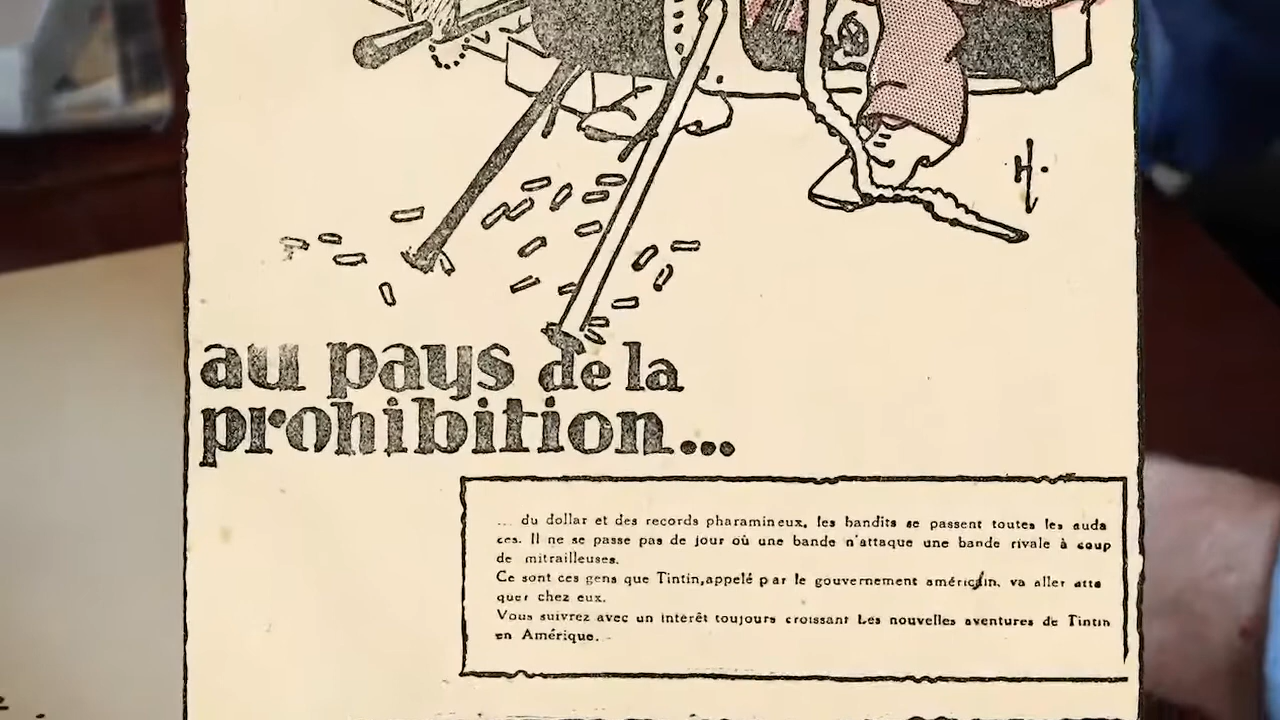 H.
au pays de la
prohibition...
... du dollar et des records pharamineux, les bandits se passent toutes les auda
ces. Il ne se passe pas de jour où une bande n'attaque une bande rivale à coup
de mitrailleuses.
Ce sont ces gens que Tintin,appelé par le gouvernement américain, va aller atta
quer chez eux.
Vous suivrez avec un intérêt toujours croissant Les nouvelles aventures de Tintin
en Amérique.